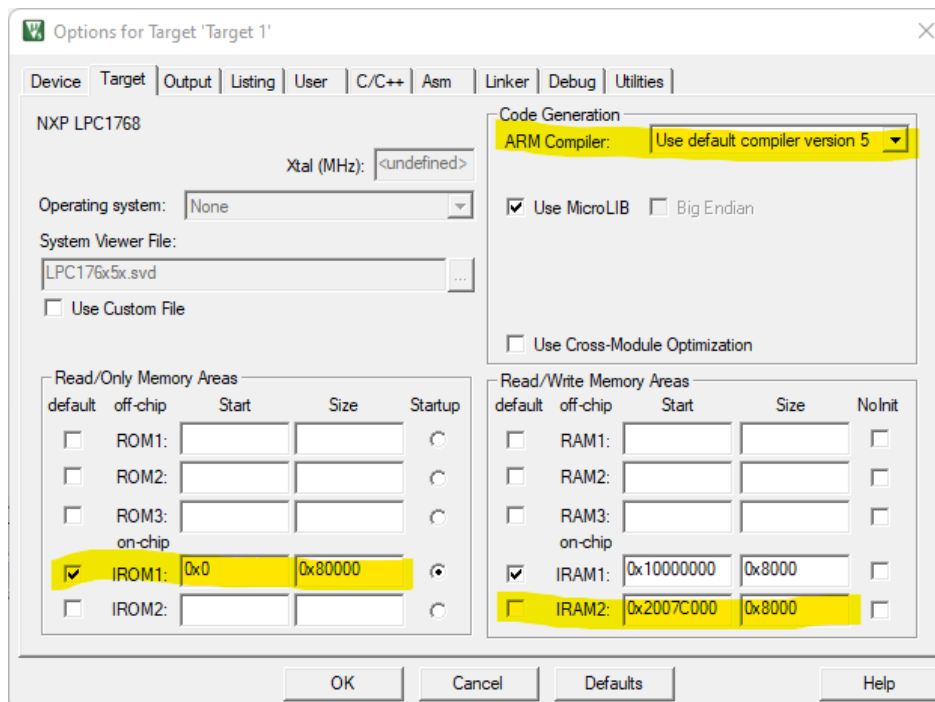 Options for Target 'Target 1'
Device Target Output Listing User C/C++ Asm Linker Debug Utilities
NXP LPC1768
Xtal (MHz): <undefined>
Operating system: None
System Viewer File:
LPC176x5x.svd ...
Use Custom File
Code Generation
ARM Compiler: Use default compiler version 5
Use MicroLIB Big Endian
Use Cross-Module Optimization
Read/Only Memory Areas
default off-chip Start Size Startup
ROM1:
ROM2:
ROM3:
on-chip
IROM1: 0x0 0x80000
IROM2:
Read/Write Memory Areas
default off-chip Start Size NoInit
RAM1:
RAM2:
RAM3:
on-chip
IRAM1: 0x10000000 0x8000
IRAM2: 0x2007C000 0x8000
OK Cancel Defaults Help